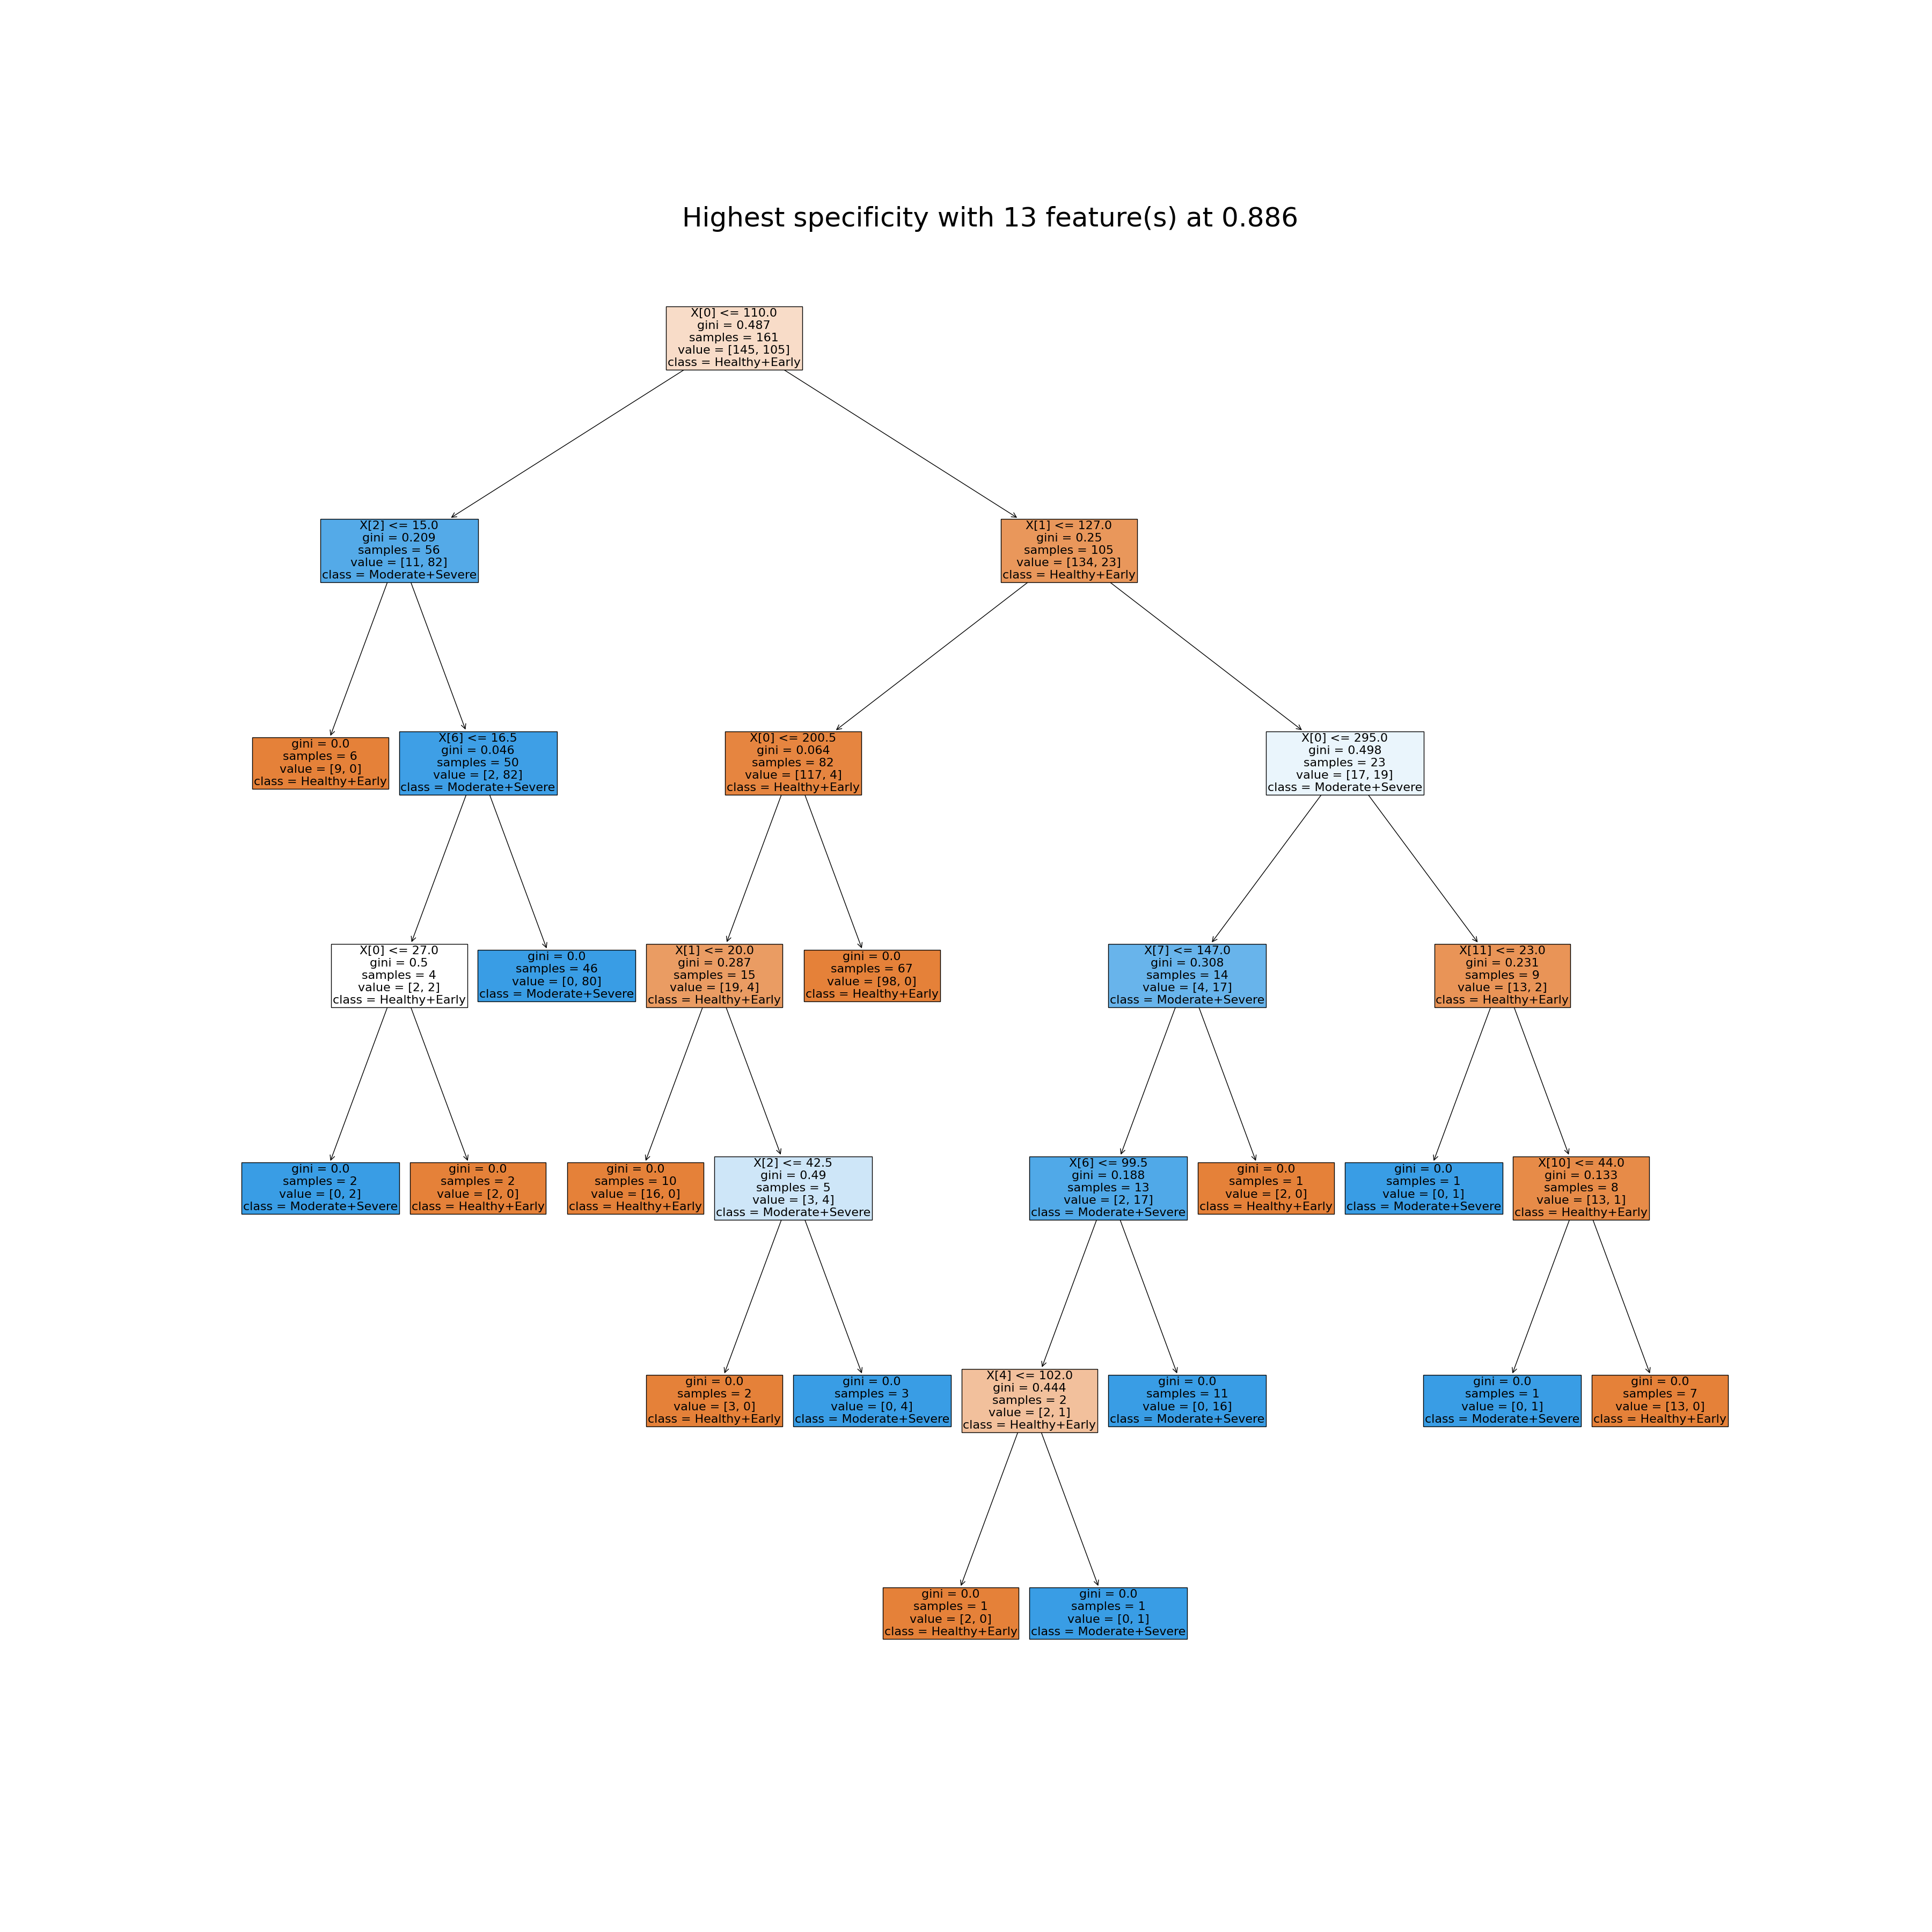 Highest specificity with 13 feature(s) at 0.886
X[0] <= 110.0
gini = 0.487
samples = 161
value = [145, 105]
class = Healthy+Early
X[2] <= 15.0
gini = 0.209
samples = 56
value = [11, 82]
class = Moderate+Severe
X[1] <= 127.0
gini = 0.25
samples = 105
value = [134, 23]
class = Healthy+Early
gini = 0.0
samples = 6
value = [9, 0]
class = Healthy+Early
X[6] <= 16.5
gini = 0.046
samples = 50
value = [2, 82]
class = Moderate+Severe
X[0] <= 200.5
gini = 0.064
samples = 82
value = [117, 4]
class = Healthy+Early
X[0] <= 295.0
gini = 0.498
samples = 23
value = [17, 19]
class = Moderate+Severe
X[0] <= 27.0
gini = 0.5
samples = 4
value = [2, 2]
class = Healthy+Early
gini = 0.0
samples = 46
value = [0, 80]
class = Moderate+Severe
X[1] <= 20.0
gini = 0.287
samples = 15
value = [19, 4]
class = Healthy+Early
gini = 0.0
samples = 67
value = [98, 0]
class = Healthy+Early
X[7] <= 147.0
gini = 0.308
samples = 14
value = [4, 17]
class = Moderate+Severe
X[11] <= 23.0
gini = 0.231
samples = 9
value = [13, 2]
class = Healthy+Early
gini = 0.0
samples = 2
value = [0, 2]
class = Moderate+Severe
gini = 0.0
samples = 2
value = [2, 0]
class = Healthy+Early
gini = 0.0
samples = 10
value = [16, 0]
class = Healthy+Early
X[2] <= 42.5
gini = 0.49
samples = 5
value = [3, 4]
class = Moderate+Severe
X[6] <= 99.5
gini = 0.188
samples = 13
value = [2, 17]
class = Moderate+Severe
gini = 0.0
samples = 1
value = [2, 0]
class = Healthy+Early
gini = 0.0
samples = 1
value = [0, 1]
class = Moderate+Severe
X[10] <= 44.0
gini = 0.133
samples = 8
value = [13, 1]
class = Healthy+Early
gini = 0.0
samples = 2
value = [3, 0]
class = Healthy+Early
gini = 0.0
samples = 3
value = [0, 4]
class = Moderate+Severe
X[4] <= 102.0
gini = 0.444
samples = 2
value = [2, 1]
class = Healthy+Early
gini = 0.0
samples = 11
value = [0, 16]
class = Moderate+Severe
gini = 0.0
samples = 1
value = [0, 1]
class = Moderate+Severe
gini = 0.0
samples = 7
value = [13, 0]
class = Healthy+Early
gini = 0.0
samples = 1
value = [2, 0]
class = Healthy+Early
gini = 0.0
samples = 1
value = [0, 1]
class = Moderate+Severe